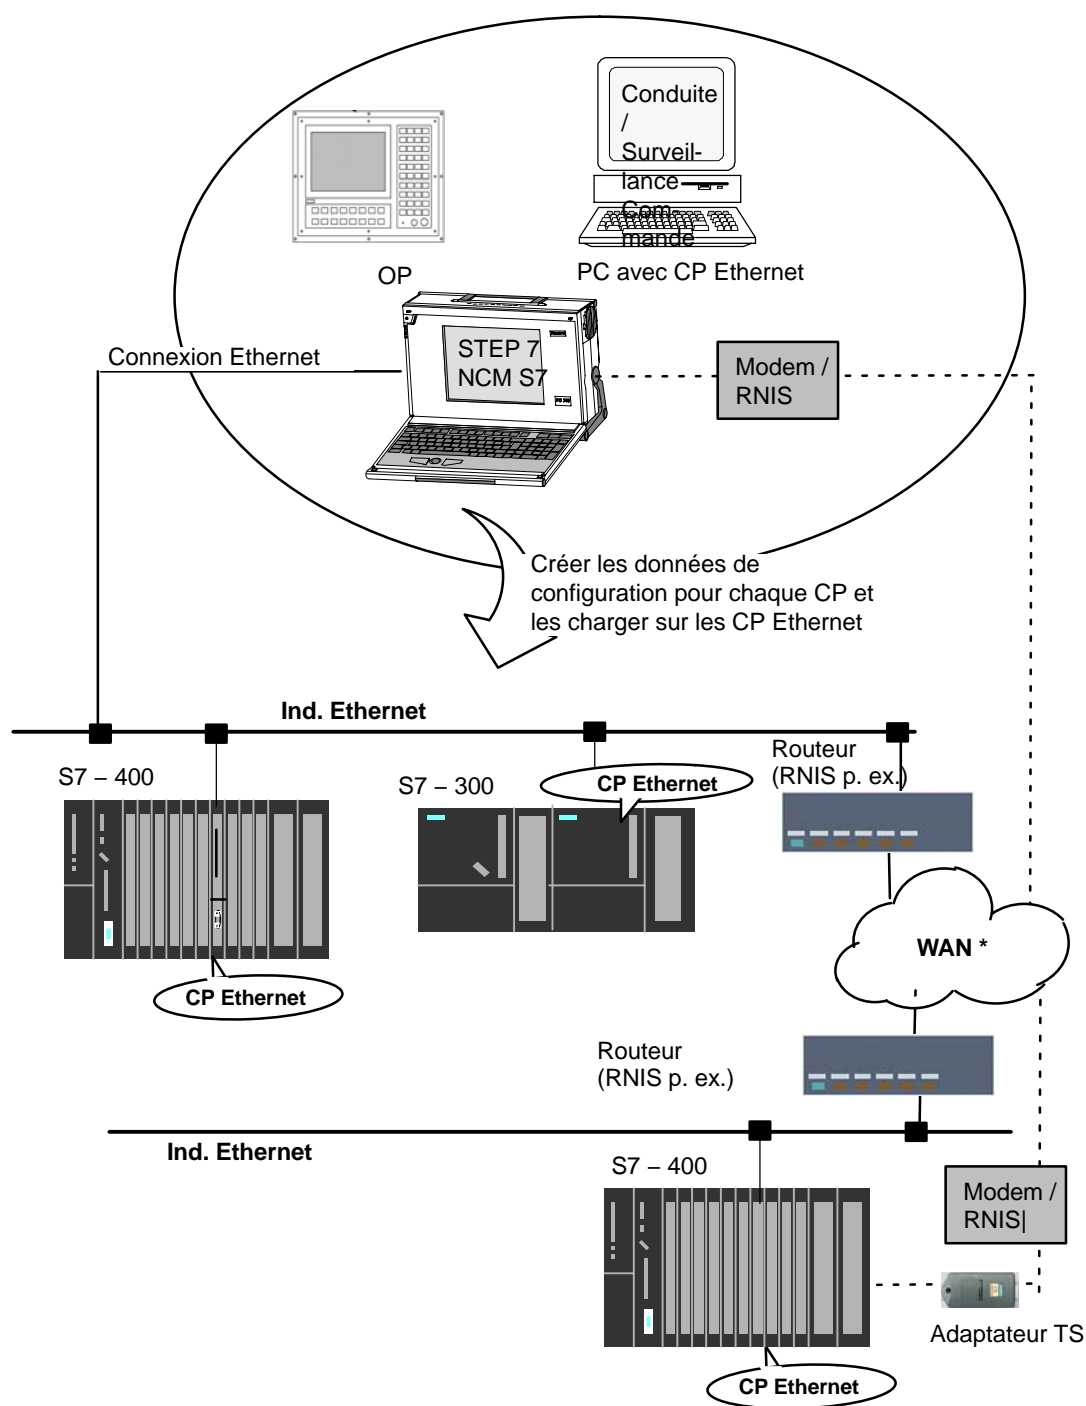 Conduite
/
Surveil-
lance
Com-
mande
OP
PC avec CP Ethernet
Connexion Ethernet
STEP 7
NCM S7
Modem /
RNIS
Créer les données de
configuration pour chaque CP et
les charger sur les CP Ethernet
Ind. Ethernet
S7 – 400
S7 – 300
CP Ethernet
Routeur
(RNIS p. ex.)
CP Ethernet
WAN *
Routeur
(RNIS p. ex.)
Ind. Ethernet
S7 – 400
Modem /
RNIS|
Adaptateur TS
CP Ethernet